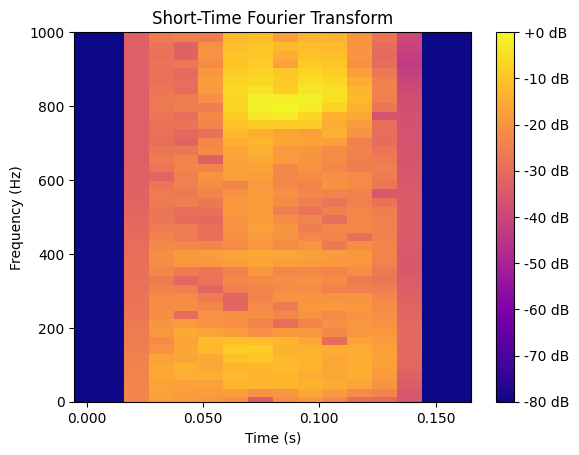 Short-Time Fourier Transform
1000
800
600
400
200
0
Frequency (Hz)
0.000
0.050
0.100
0.150
Time (s)
+0 dB
-10 dB
-20 dB
-30 dB
-40 dB
-50 dB
-60 dB
-70 dB
-80 dB